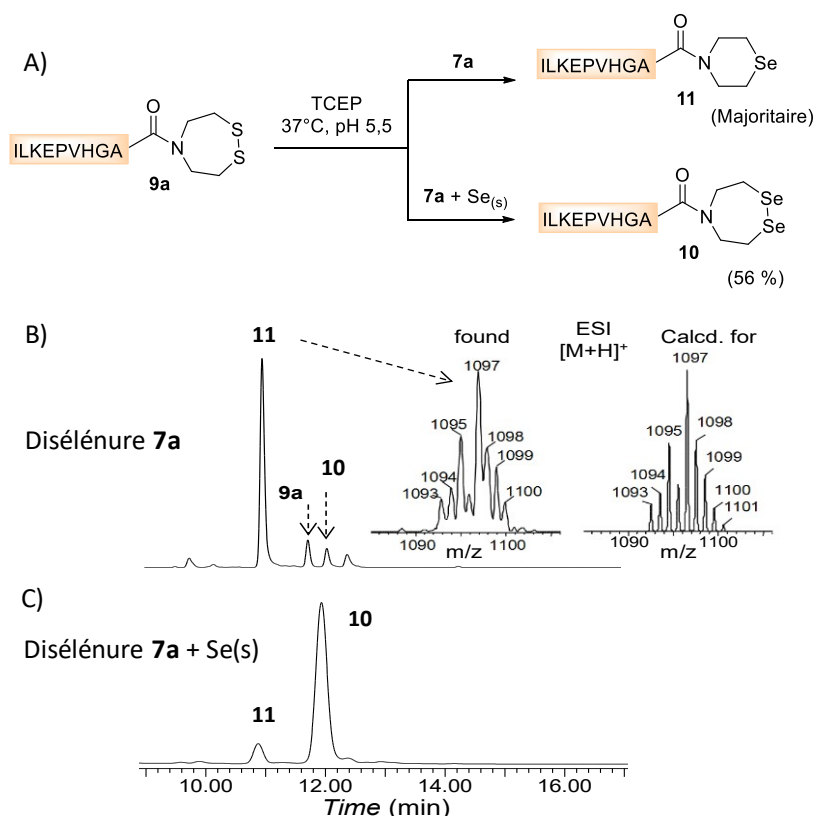 A)
ILKEPVHGA
O
N
S
S
9a
TCEP
37°C, pH 5,5
7a
ILKEPVHGA
O
N
Se
11
(Majoritaire)
7a + Se(s)
ILKEPVHGA
O
N
Se
Se
10
(56 %)
B)
Disélénure 7a
11
9a
10
found
ESI
[M+H]+
Calcd. for
1097
1095
1098
1099
1094
1093
1100
1090
1100
m/z
1097
1095
1098
1099
1094
1093
1100
1101
1090
1100
m/z
C)
Disélénure 7a + Se(s)
10
11
10.00
12.00
14.00
16.00
Time (min)